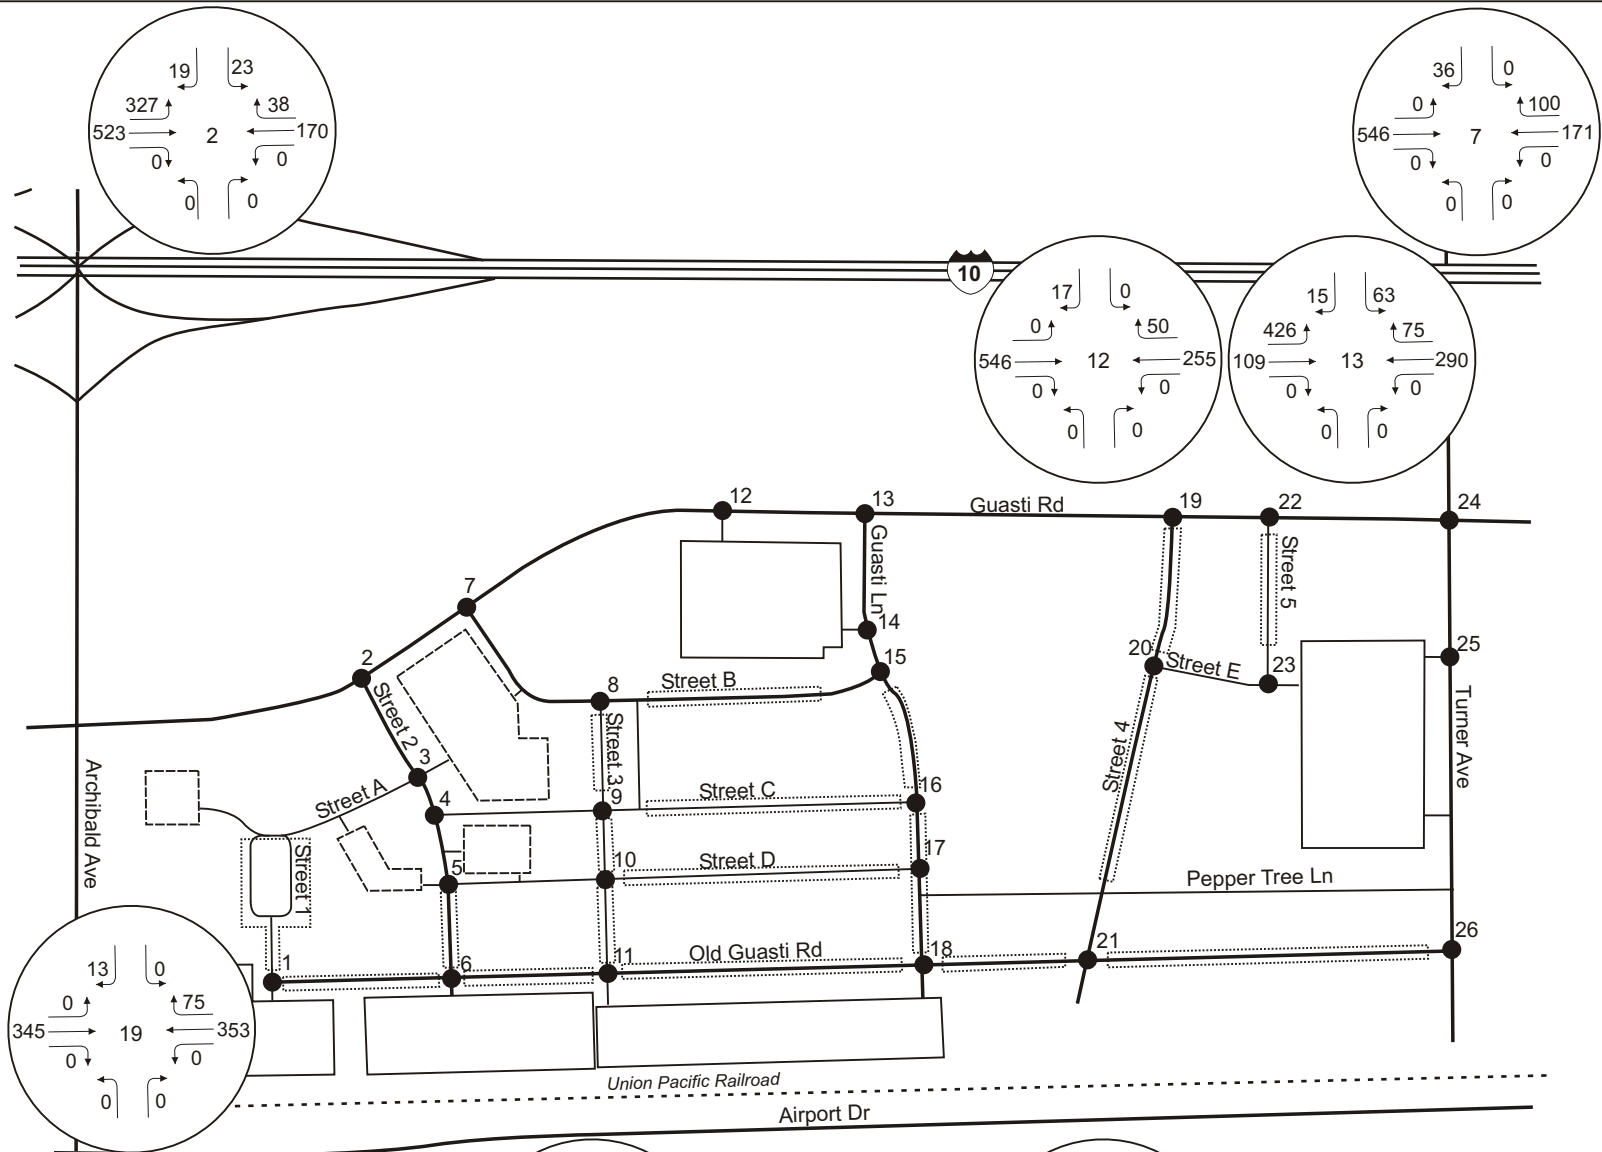 19 23
327 38
523 2 170
0 0
0 0
36 0
0 100
546 7 171
0 0
0 0
10
17 0
0 50
546 12 255
0 0
0 0
15 63
426 75
109 13 290
0 0
0 0
12
13
Guasti Rd
19
22
24
Guasti Ln
Street 5
7
14
25
2
15
20
Street E
23
8
Street B
Street 2
Street 3
Turner Ave
3
Street 4
Archibald Ave
Street A
4
9
Street C
16
5
10
Street D
17
Street 1
Pepper Tree Ln
1
6
11
Old Guasti Rd
18
21
26
13 0
0 75
345 19 353
0 0
0 0
Union Pacific Railroad
Airport Dr